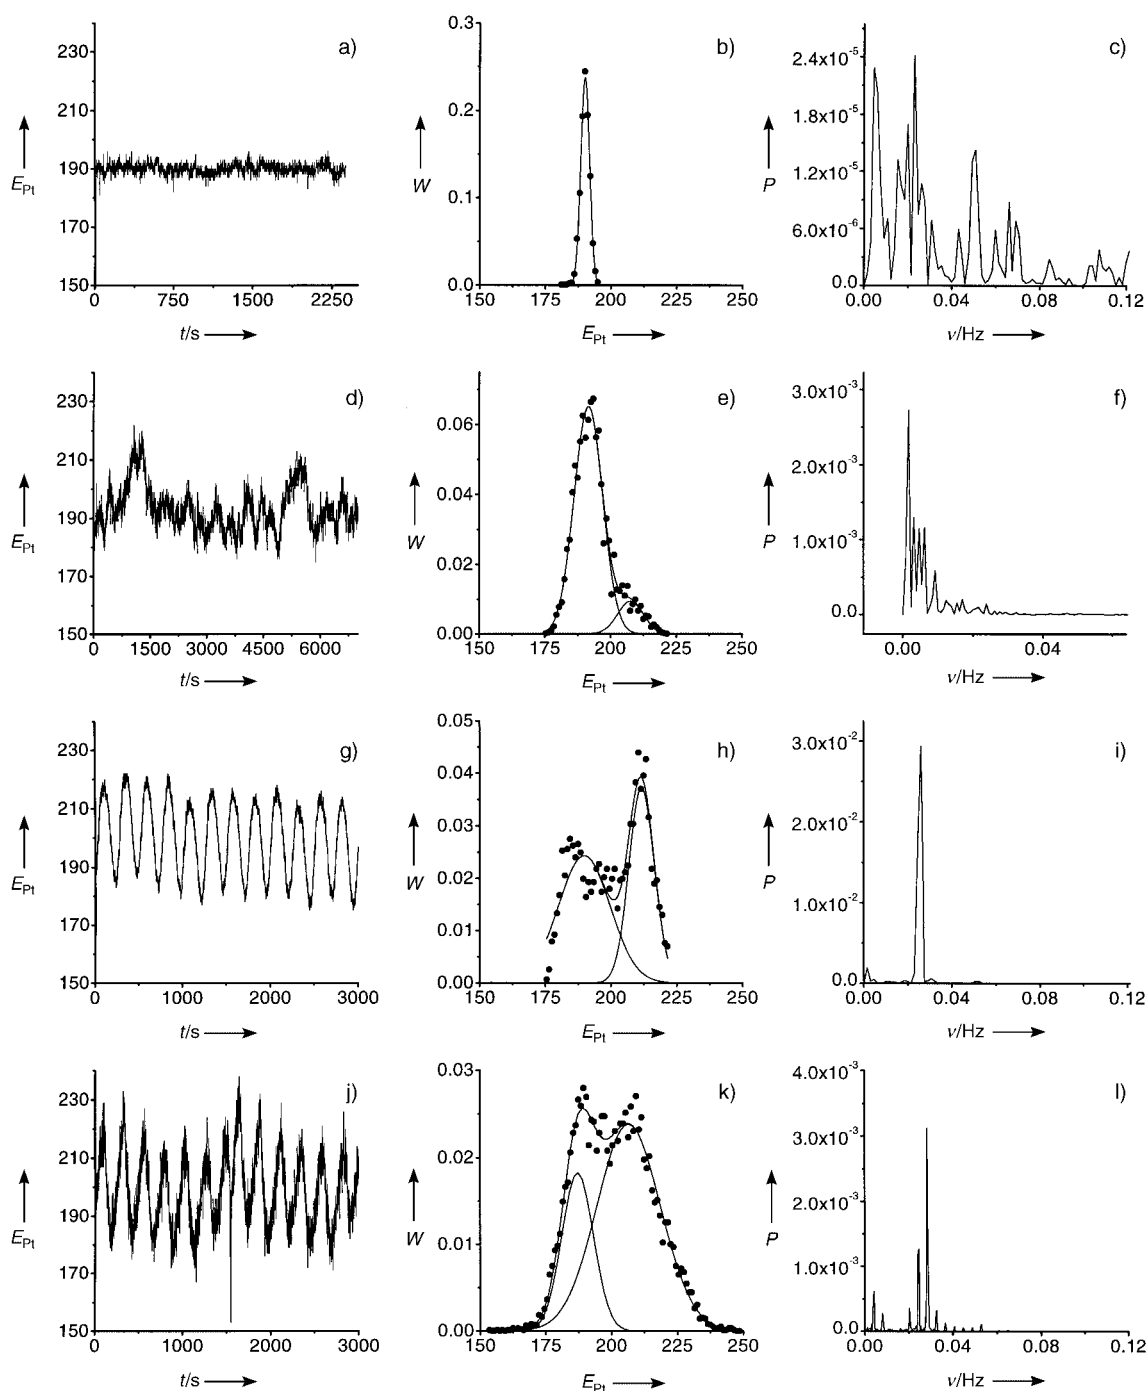 a)
230
210
190
170
150
E_Pt
0 750 1500 2250
t/s
b)
0.3
0.2
0.1
0.0
W
150 175 200 225 250
E_Pt
c)
2.4x10^-5
1.8x10^-5
1.2x10^-5
6.0x10^-6
0.0
P
0.00 0.04 0.08 0.12
ν/Hz
d)
230
210
190
170
150
E_Pt
0 1500 3000 4500 6000
t/s
e)
0.06
0.04
0.02
0.00
W
150 175 200 225 250
E_Pt
f)
3.0x10^-3
2.0x10^-3
1.0x10^-3
0.0
P
0.00 0.04
ν/Hz
g)
230
210
190
170
150
E_Pt
0 1000 2000 3000
t/s
h)
0.05
0.04
0.03
0.02
0.01
0.00
W
150 175 200 225 250
E_Pt
i)
3.0x10^-2
2.0x10^-2
1.0x10^-2
0.0
P
0.00 0.04 0.08 0.12
ν/Hz
j)
230
210
190
170
150
E_Pt
0 1000 2000 3000
t/s
k)
0.03
0.02
0.01
0.00
W
150 175 200 225 250
E_Pt
l)
4.0x10^-3
3.0x10^-3
2.0x10^-3
1.0x10^-3
0.0
P
0.00 0.04 0.08 0.12
ν/Hz